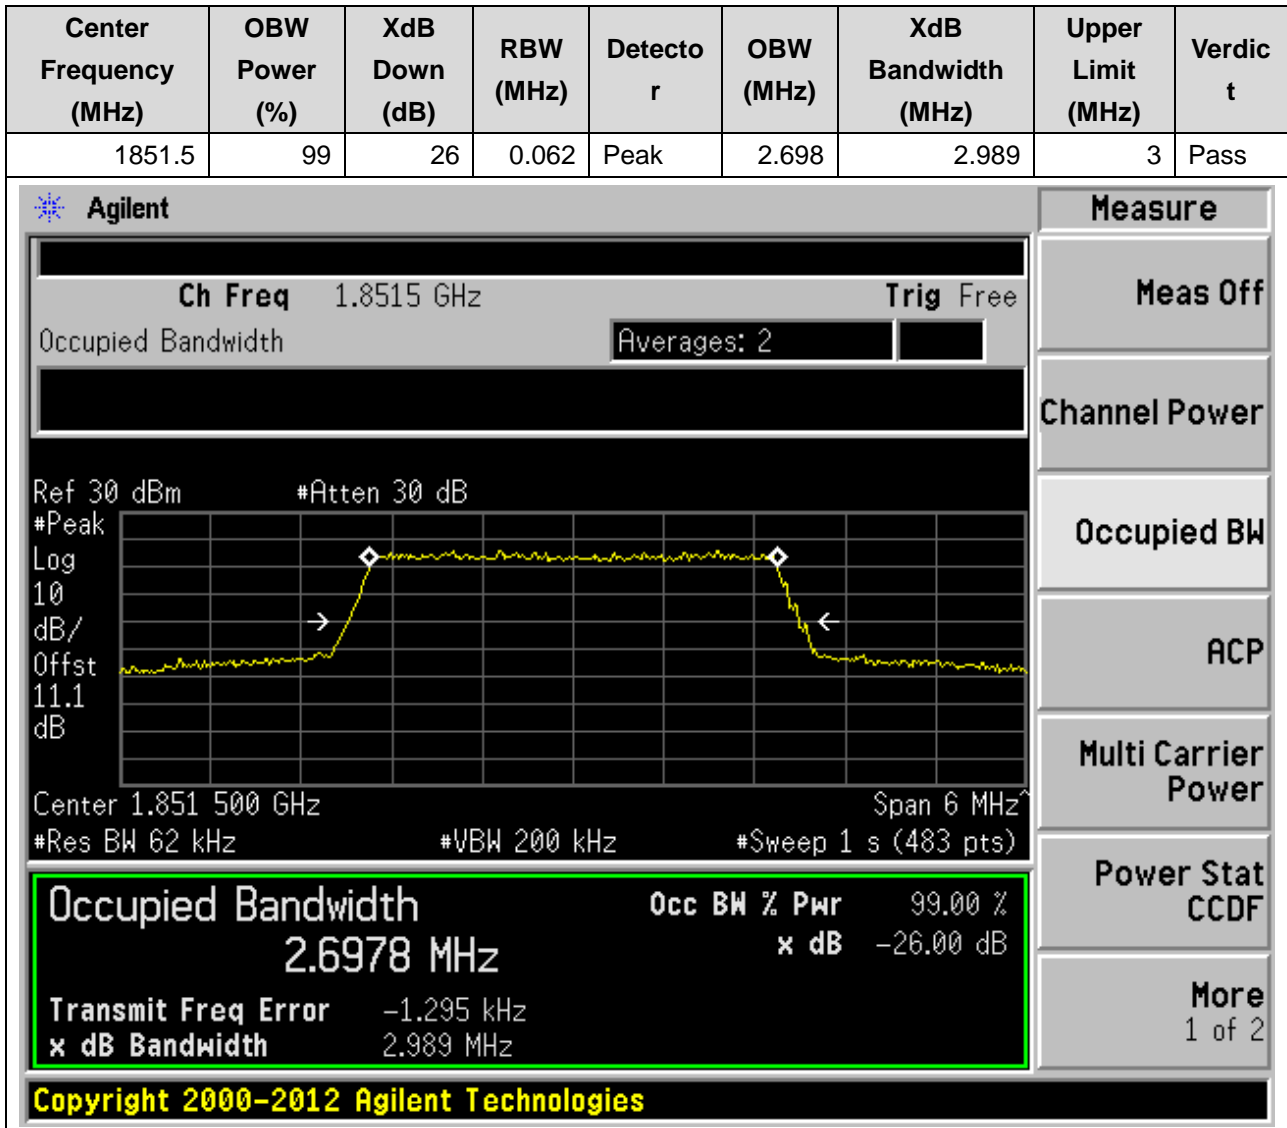 Center Frequency (MHz) OBW Power (%) XdB Down (dB) RBW (MHz) Detecto r OBW (MHz) XdB Bandwidth (MHz) Upper Limit (MHz) Verdic t
1851.5 99 26 0.062 Peak 2.698 2.989 3 Pass
Agilent
Measure
Ch Freq 1.8515 GHz Trig Free
Occupied Bandwidth Averages: 2
Meas Off
Channel Power
Occupied BW
ACP
Multi Carrier
Power
Power Stat
CCDF
More
1 of 2
Ref 30 dBm #Atten 30 dB
#Peak
Log
10
dB/
Offst
11.1
dB
Center 1.851 500 GHz Span 6 MHz^
#Res BW 62 kHz #VBW 200 kHz #Sweep 1 s (483 pts)
Occupied Bandwidth Occ BW % Pwr 99.00 %
2.6978 MHz x dB -26.00 dB
Transmit Freq Error -1.295 kHz
x dB Bandwidth 2.989 MHz
Copyright 2000-2012 Agilent Technologies